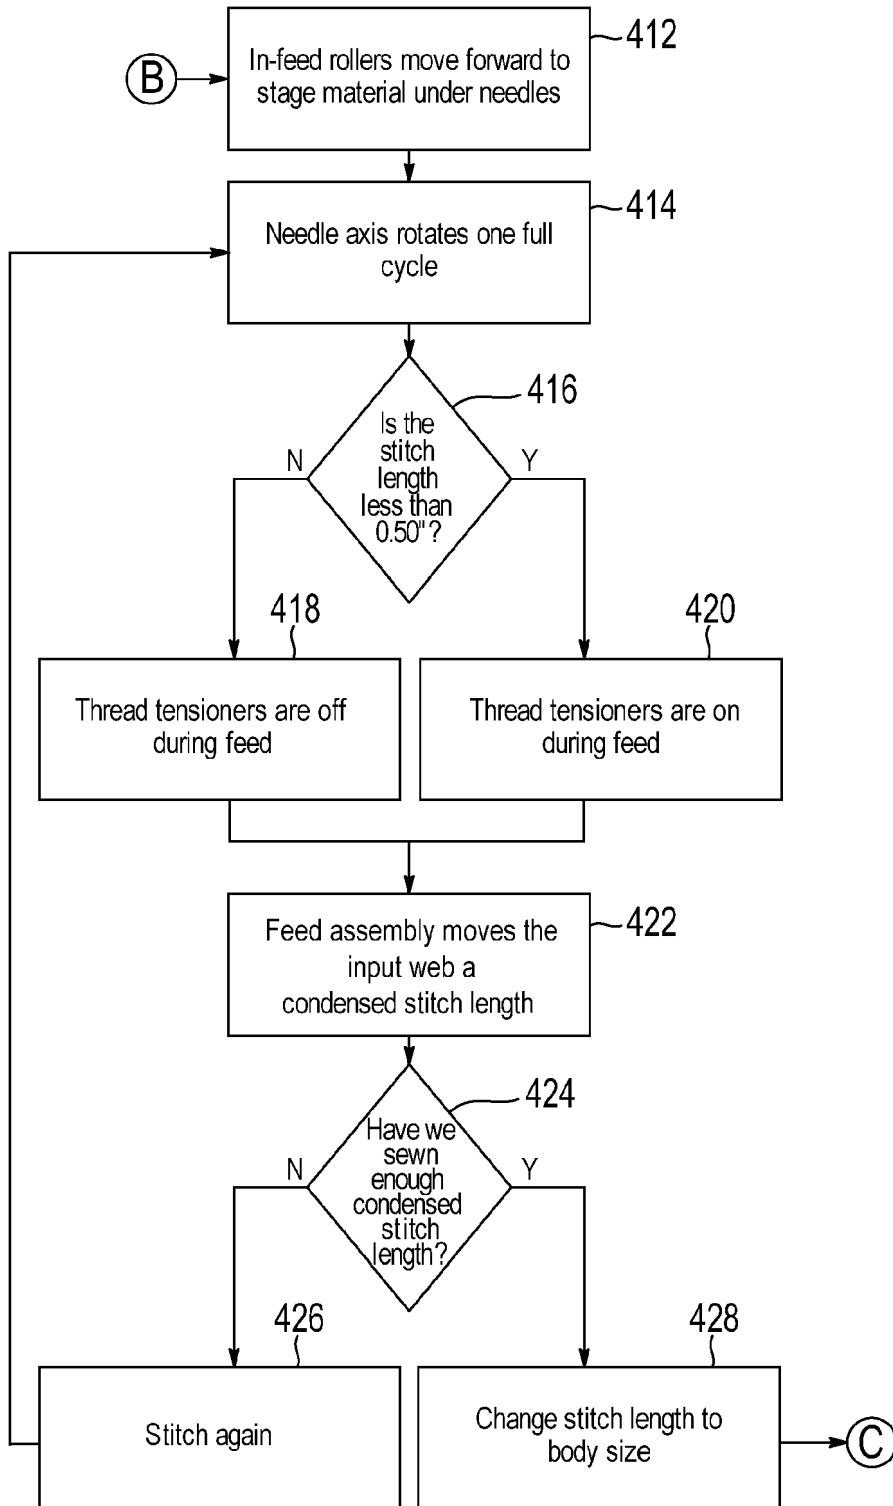 412
B
In-feed rollers move forward to
stage material under needles
414
Needle axis rotates one full
cycle
416
Is the
stitch
length
less than
0.50"?
N
Y
418
420
Thread tensioners are off
during feed
Thread tensioners are on
during feed
422
Feed assembly moves the
input web a
condensed stitch length
424
Have we
sewn
enough
condensed
stitch
length?
N
Y
426
428
Stitch again
Change stitch length to
body size
C